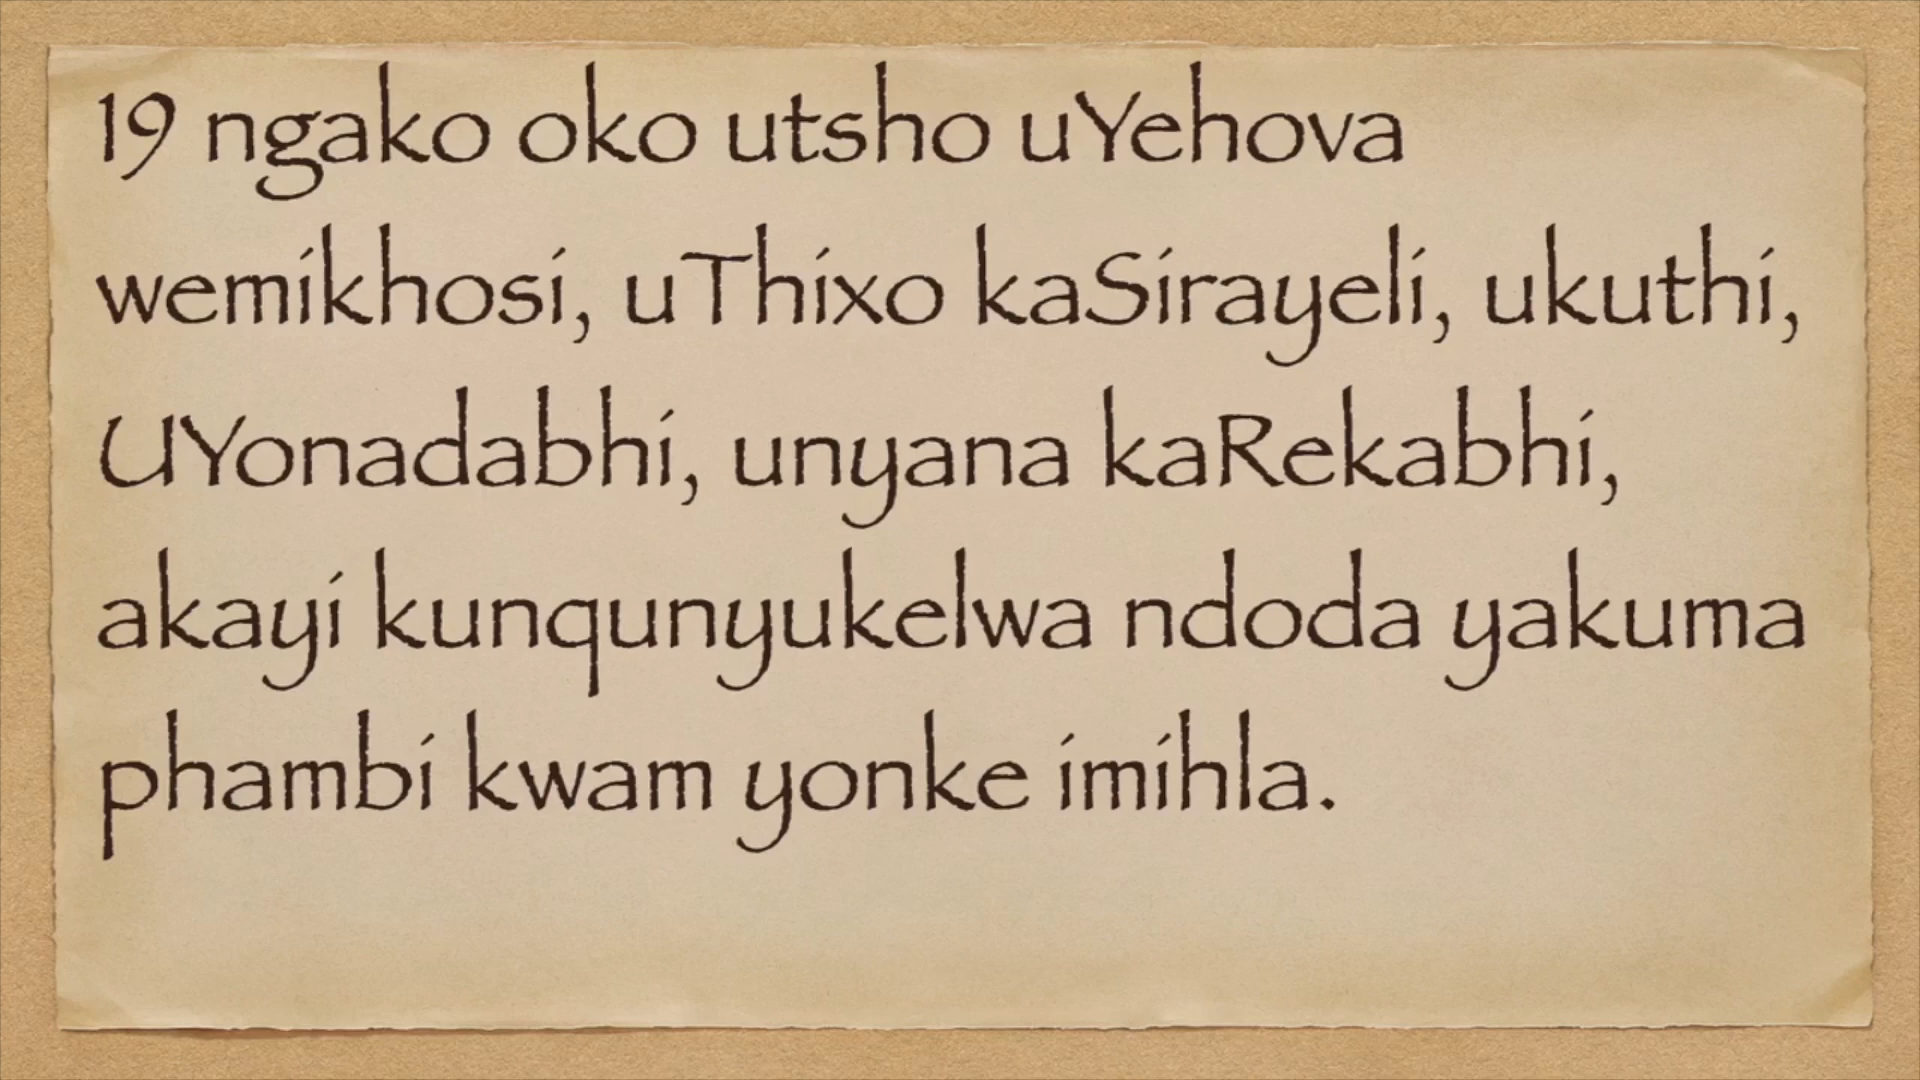 19 ngako oko utsho uYehova
wemikhosi, uThixo kaSirayeli, ukuthi,
UYonadabhi, unyana kaRekabhi,
akayi kunqunyukelwa ndoda yakuma
phambi kwam yonke imihla.